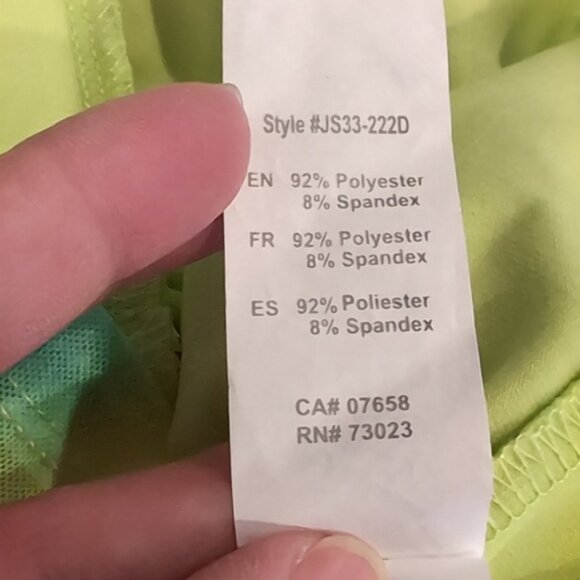 Style #JS33-222D
EN 92% Polyester
8% Spandex
FR 92% Polyester
8% Spandex
ES 92% Poliester
8% Spandex
CA# 07658
RN# 73023